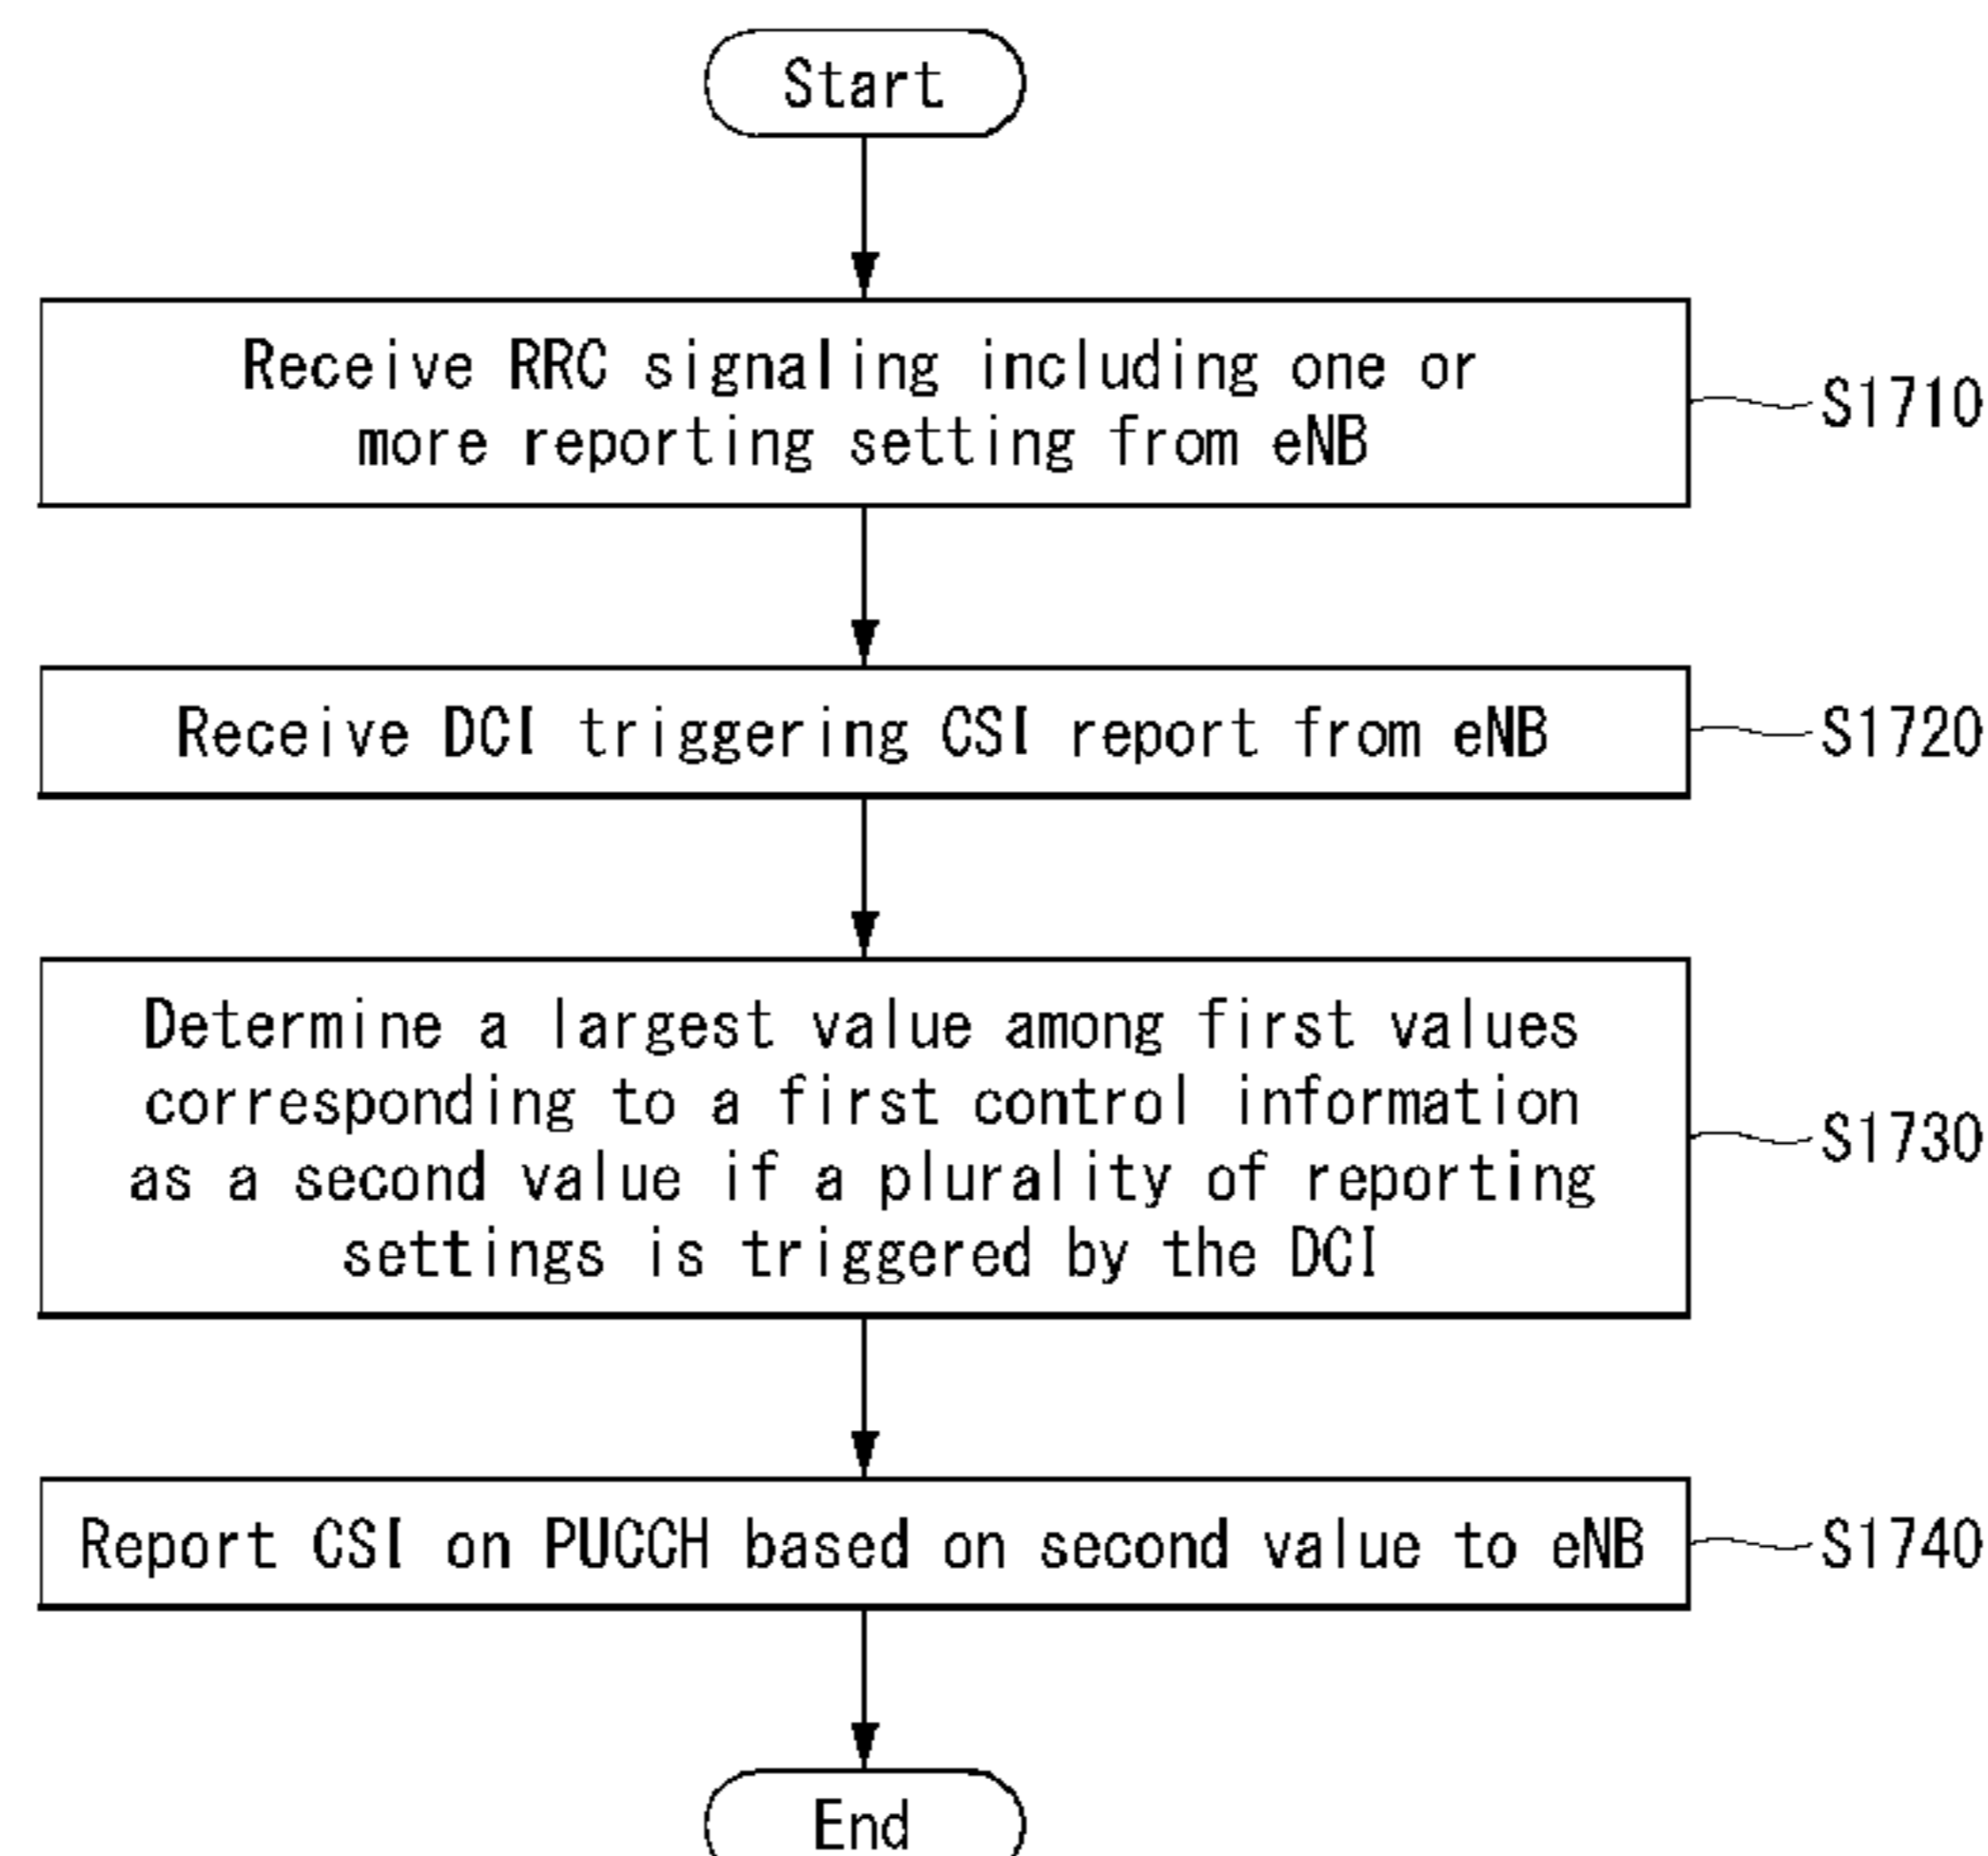 Start
Receive RRC signaling including one or
more reporting setting from eNB
S1710
Receive DCI triggering CSI report from eNB
S1720
Determine a largest value among first values
corresponding to a first control information
as a second value if a plurality of reporting
settings is triggered by the DCI
S1730
Report CSI on PUCCH based on second value to eNB
S1740
End